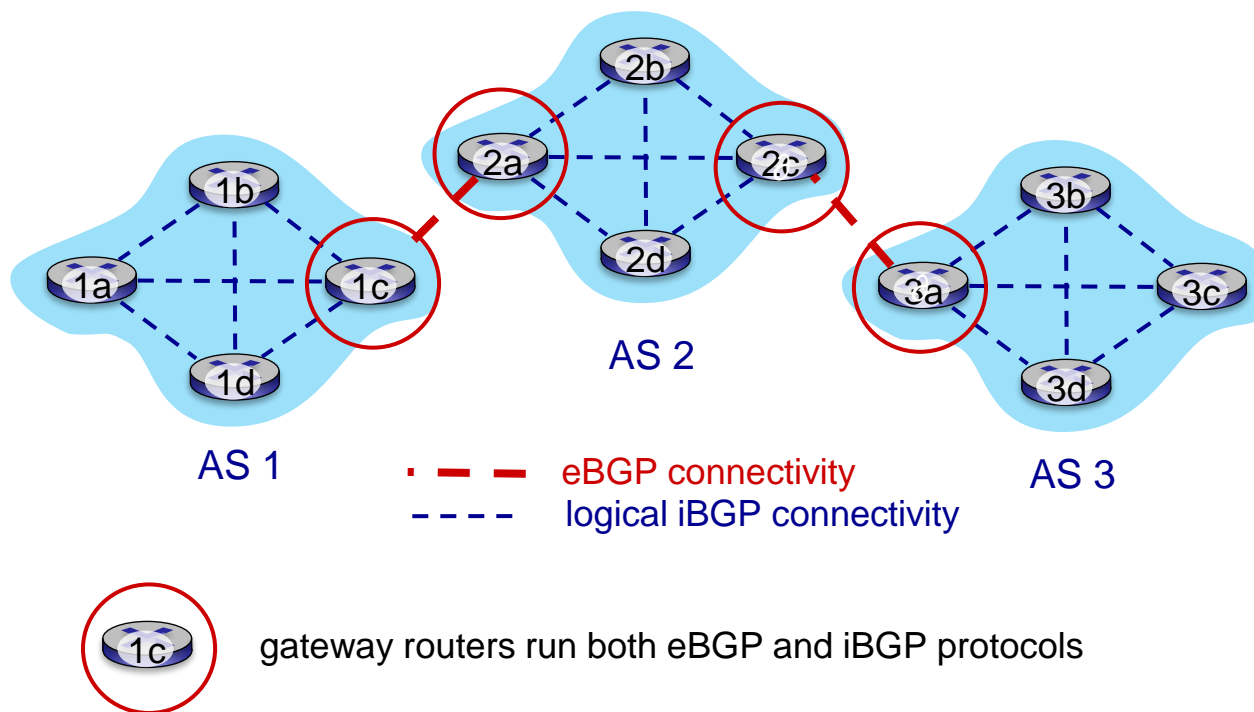 2b
2a
2c
1b
3b
2d
1a
1c
3a
3c
AS 2
1d
3d
AS 1
AS 3
eBGP connectivity
logical iBGP connectivity
1c
gateway routers run both eBGP and iBGP protocols